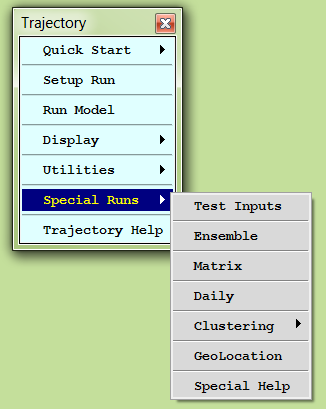 Trajectory
Quick Start
Setup Run
Run Model
Display
Utilities
Special Runs
Trajectory Help
Test Inputs
Ensemble
Matrix
Daily
Clustering
GeoLocation
Special Help